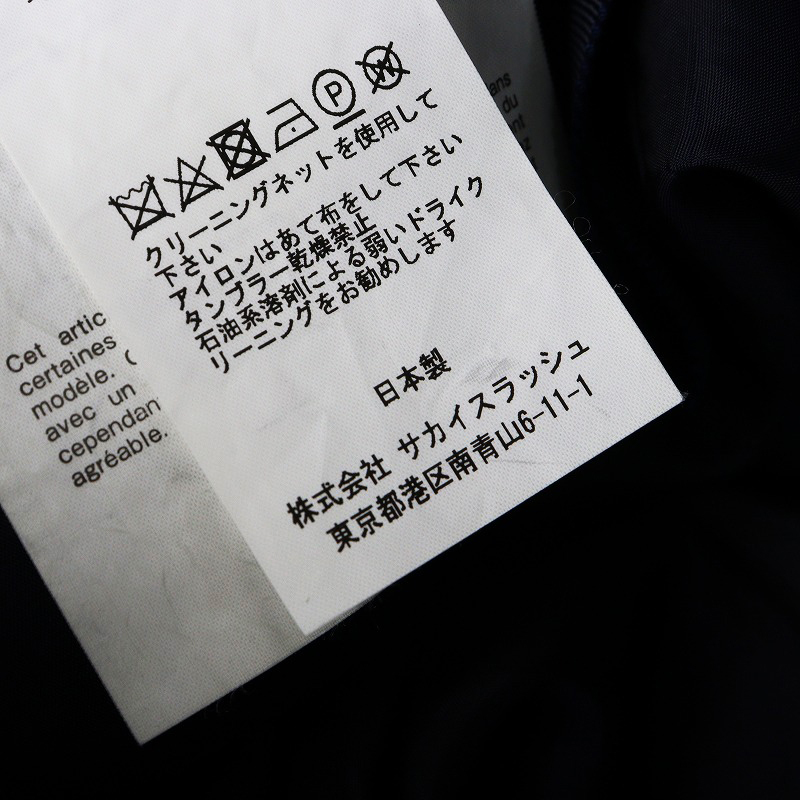 P
W
クリーニングネットを使用して
下さい
アイロンはあて布をして下さい
タンブラー乾燥禁止
石油系溶剤による弱いドライク
リーニングをお勧めします
日本製
株式会社 サカイスラッシュ
東京都港区南青山6-11-1
Cet artic
certaines
modèle. C
avec un
cependan
agréable.
ans
du
nt
z